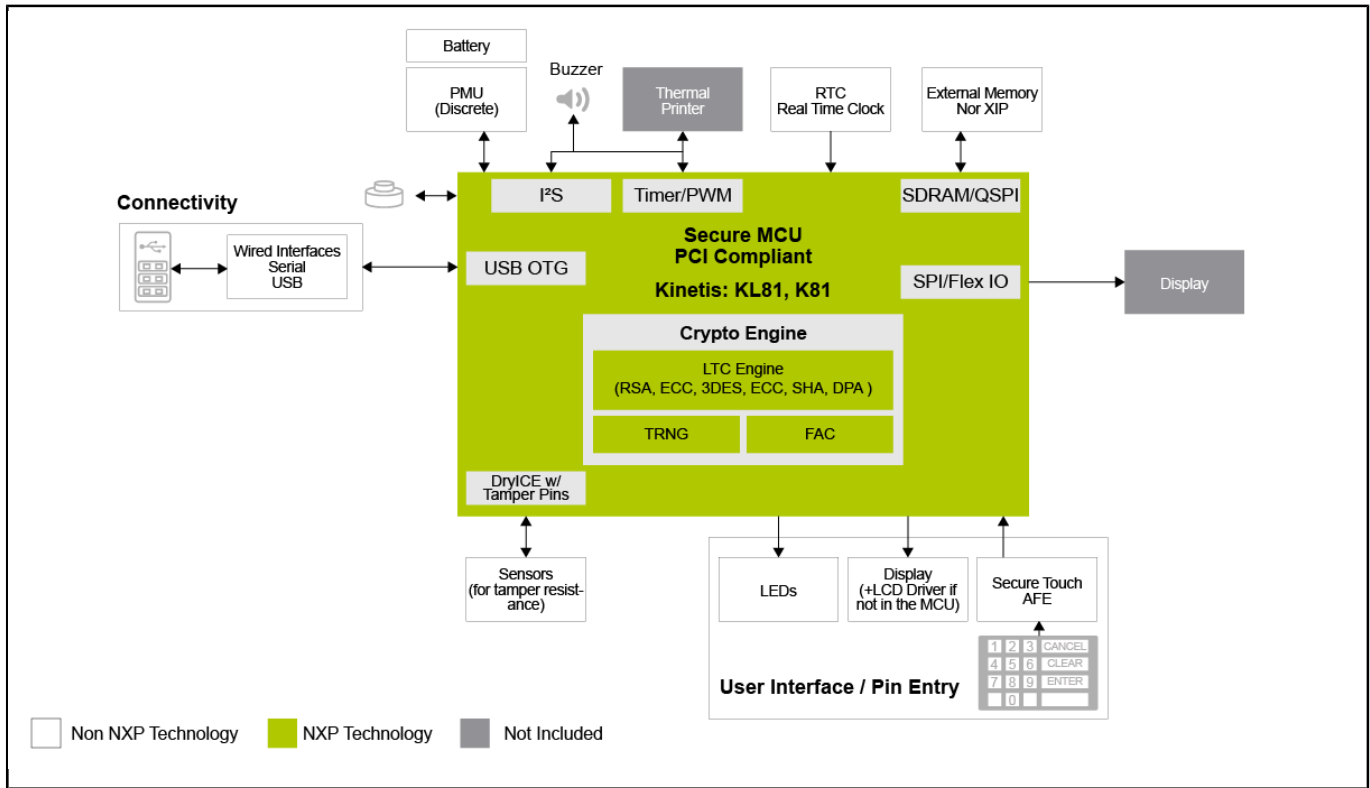 Battery
PMU
(Discrete)
Buzzer
Thermal
Printer
RTC
Real Time Clock
External Memory
Nor XIP
I²S
Timer/PWM
SDRAM/QSPI
Connectivity
Wired Interfaces
Serial
USB
USB OTG
Secure MCU
PCI Compliant
Kinetis: KL81, K81
SPI/Flex IO
Display
Crypto Engine
LTC Engine
(RSA, ECC, 3DES, ECC, SHA, DPA )
TRNG
FAC
DryICE w/
Tamper Pins
Sensors
(for tamper resist-
ance)
LEDs
Display
(+LCD Driver if
not in the MCU)
Secure Touch
AFE
1 2 3 CANCEL
4 5 6 CLEAR
7 8 9 ENTER
0
User Interface / Pin Entry
Non NXP Technology
NXP Technology
Not Included